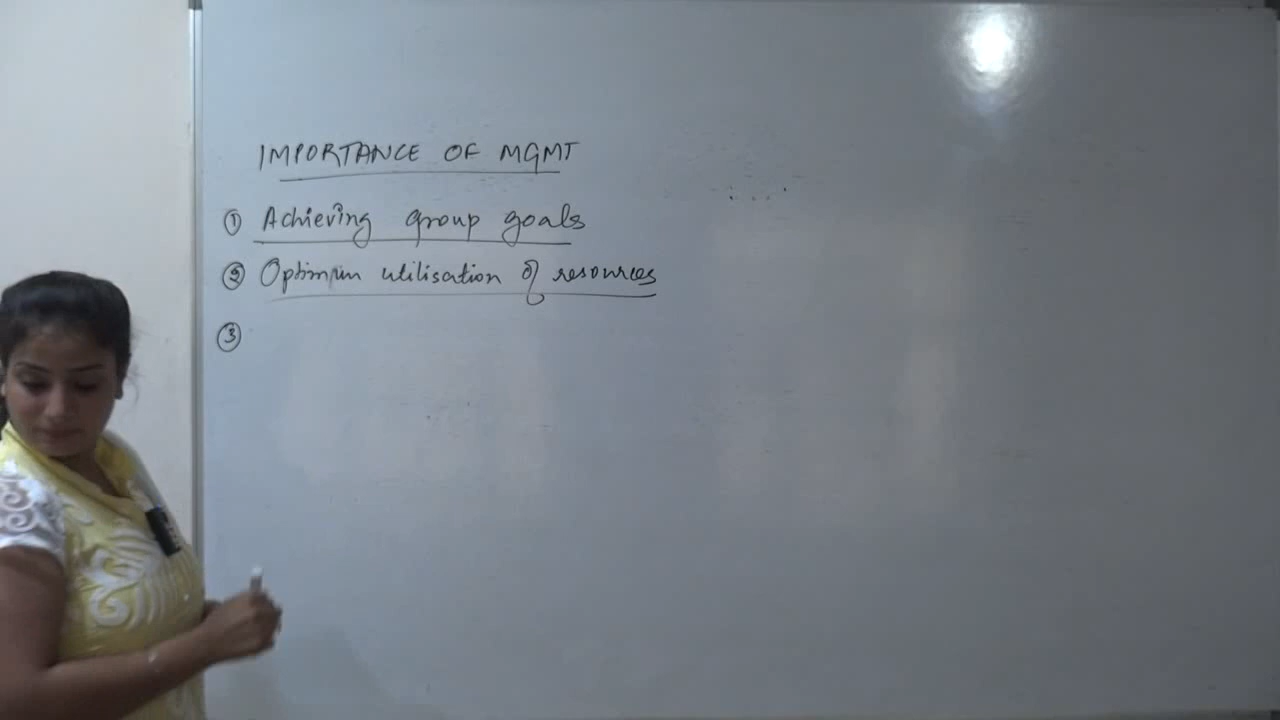 IMPORTANCE OF MGMT
① Achieving group goals
② Optimum utilisation of resources
③